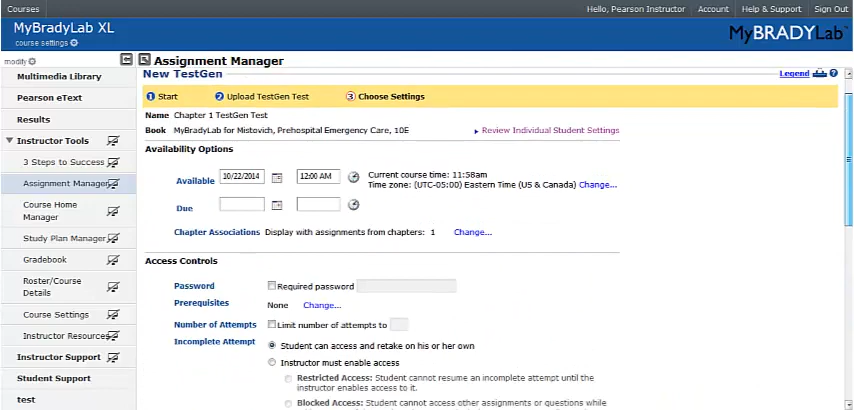 Courses
Hello, Pearson Instructor Account Help & Support Sign Out
MyBradyLab XL
course settings
MyBRADYLab
modify
Assignment Manager
Multimedia Library
Pearson eText
Results
Instructor Tools
3 Steps to Success
Assignment Manager
Course Home
Manager
Study Plan Manager
Gradebook
Roster/Course
Details
Course Settings
Instructor Resources
Instructor Support
Student Support
test
New TestGen
Legend
1 Start 2 Upload TestGen Test 3 Choose Settings
Name Chapter 1 TestGen Test
Book MyBradyLab for Mistovich, Prehospital Emergency Care, 10E Review Individual Student Settings
Availability Options
Available 10/22/2014 12:00 AM Current course time: 11:58am
Time zone: (UTC-05:00) Eastern Time (US & Canada) Change...
Due
Chapter Associations Display with assignments from chapters: 1 Change...
Access Controls
Password Required password
Prerequisites None Change...
Number of Attempts Limit number of attempts to
Incomplete Attempt Student can access and retake on his or her own
Instructor must enable access
Restricted Access: Student cannot resume an incomplete attempt until the
instructor enables access to it.
Blocked Access: Student cannot access other assignments or questions while